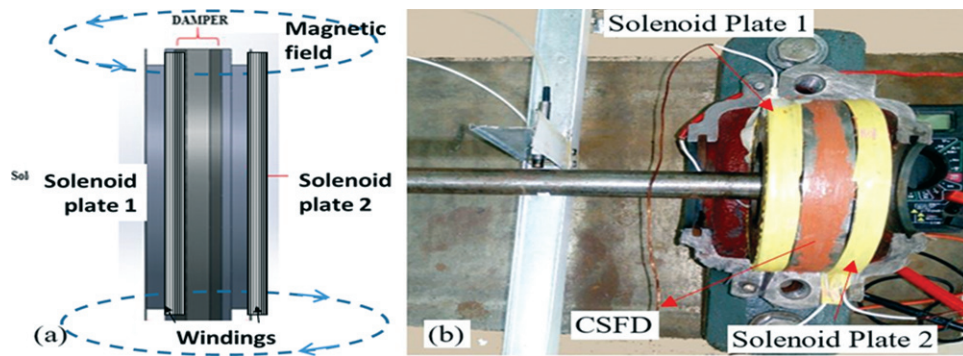 DAMPER
Magnetic
field
Sol
Solenoid
plate 1
Solenoid
plate 2
(a)
Windings
Solenoid Plate 1
(b)
CSFD
Solenoid Plate 2